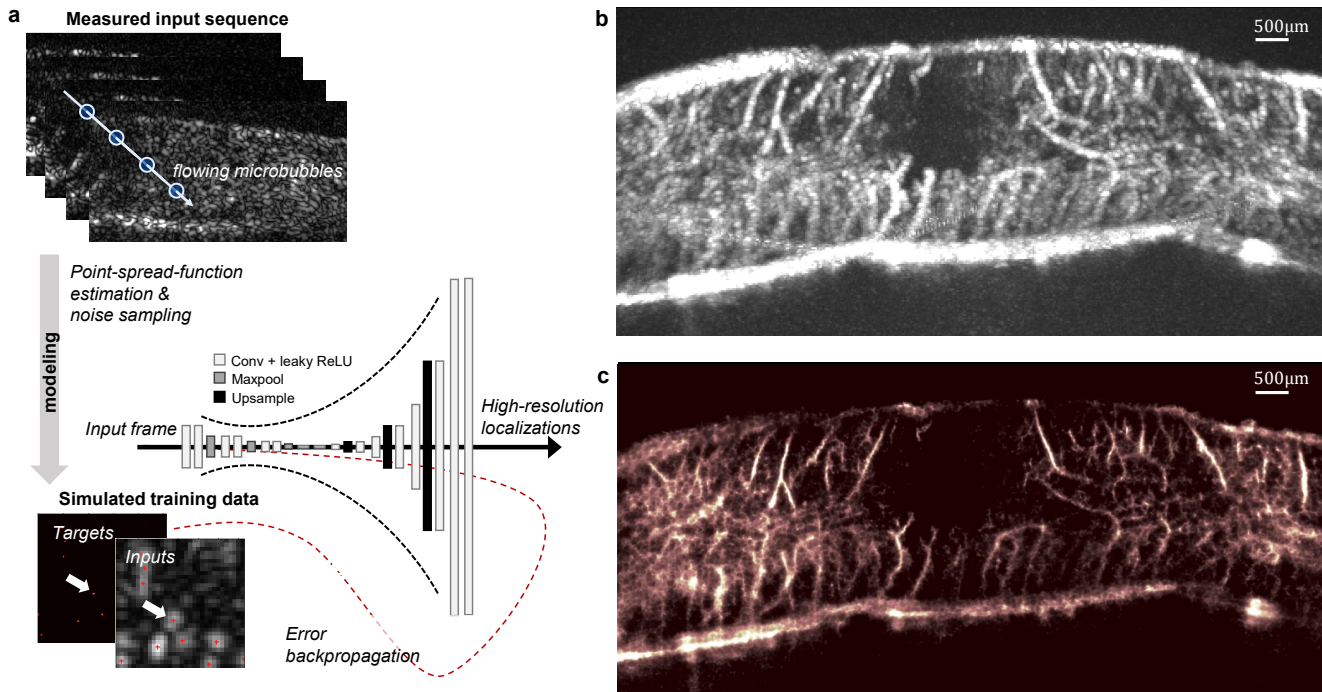 a
Measured input sequence
flowing microbubbles
Point-spread-function
estimation &
noise sampling
modeling
Conv + leaky ReLU
Maxpool
Upsample
Input frame
High-resolution
localizations
Simulated training data
Targets
Inputs
Error
backpropagation
b
500μm
c
500μm